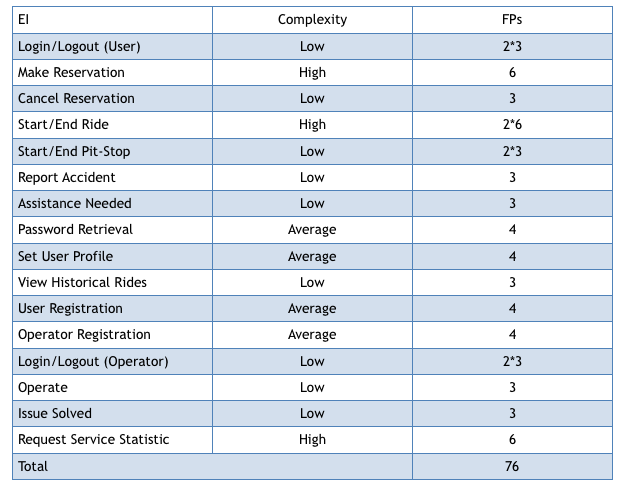 EI Complexity FPs
Login/Logout (User) Low 2*3
Make Reservation High 6
Cancel Reservation Low 3
Start/End Ride High 2*6
Start/End Pit-Stop Low 2*3
Report Accident Low 3
Assistance Needed Low 3
Password Retrieval Average 4
Set User Profile Average 4
View Historical Rides Low 3
User Registration Average 4
Operator Registration Average 4
Login/Logout (Operator) Low 2*3
Operate Low 3
Issue Solved Low 3
Request Service Statistic High 6
Total 76